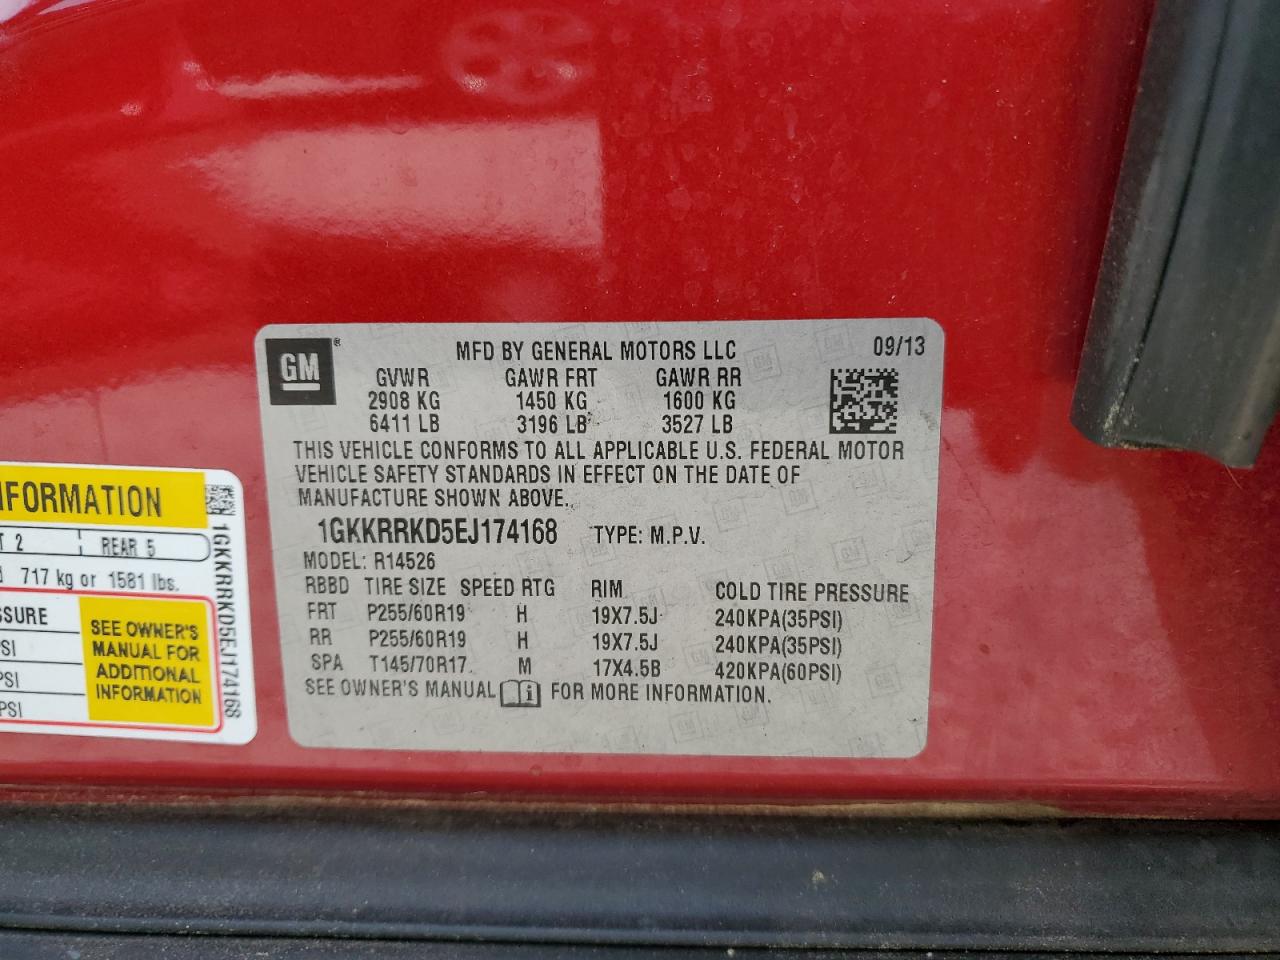 GM®
MFD BY GENERAL MOTORS LLC 09/13
GVWR GAWR FRT GAWR RR
2908 KG 1450 KG 1600 KG
6411 LB 3196 LB 3527 LB
THIS VEHICLE CONFORMS TO ALL APPLICABLE U.S. FEDERAL MOTOR
VEHICLE SAFETY STANDARDS IN EFFECT ON THE DATE OF
MANUFACTURE SHOWN ABOVE.
1GKKRRKD5EJ174168 TYPE: M.P.V.
MODEL: R14526
RBBD TIRE SIZE SPEED RTG RIM COLD TIRE PRESSURE
FRT P255/60R19 H 19X7.5J 240KPA(35PSI)
RR P255/60R19 H 19X7.5J 240KPA(35PSI)
SPA T145/70R17 M 17X4.5B 420KPA(60PSI)
SEE OWNER'S MANUAL FOR MORE INFORMATION.
NFORMATION
T 2 REAR 5
717 kg or 1581 lbs.
SSURE
PSI
PSI
PSI
SEE OWNER'S
MANUAL FOR
ADDITIONAL
INFORMATION
1GKKRRKD5EJ174168